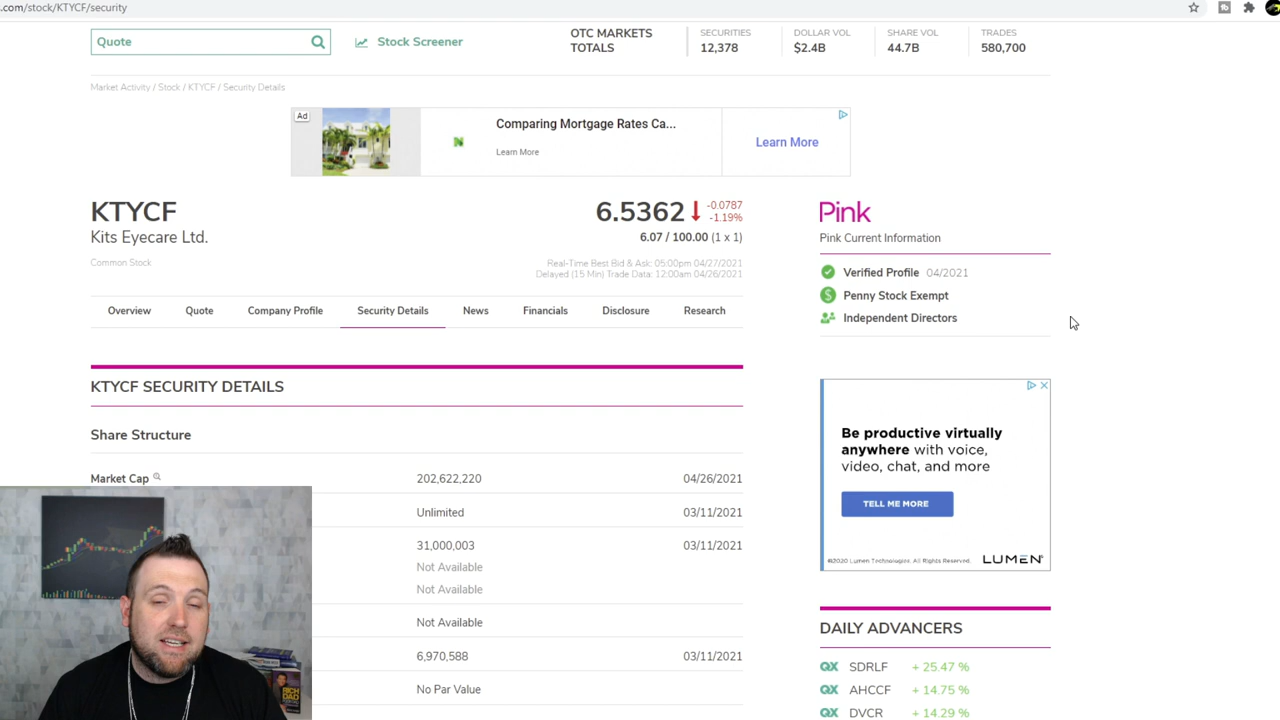 s.com/stock/KTYCF/security
Quote
Stock Screener
OTC MARKETS
TOTALS
SECURITIES
12,378
DOLLAR VOL
$2.4B
SHARE VOL
44.7B
TRADES
580,700
Market Activity / Stock / KTYCF / Security Details
Ad
Comparing Mortgage Rates Ca...
Learn More
Learn More
KTYCF
Kits Eyecare Ltd.
Common Stock
6.5362
-0.0787
-1.19%
6.07 / 100.00 (1 x 1)
Real-Time Best Bid & Ask: 05:00pm 04/27/2021
Delayed (15 Min) Trade Data: 12:00am 04/26/2021
Pink
Pink Current Information
Verified Profile 04/2021
Penny Stock Exempt
Independent Directors
Overview Quote Company Profile Security Details News Financials Disclosure Research
KTYCF SECURITY DETAILS
Share Structure
Market Cap 202,622,220 04/26/2021
Unlimited 03/11/2021
31,000,003 03/11/2021
Not Available
Not Available
Not Available
6,970,588 03/11/2021
No Par Value
Be productive virtually
anywhere with voice,
video, chat, and more
TELL ME MORE
©2020 Lumen Technologies. All Rights Reserved.
LUMEN
DAILY ADVANCERS
QX SDRLF + 25.47 %
QX AHCCF + 14.75 %
QX DVCR + 14.29 %
RICH
DAD